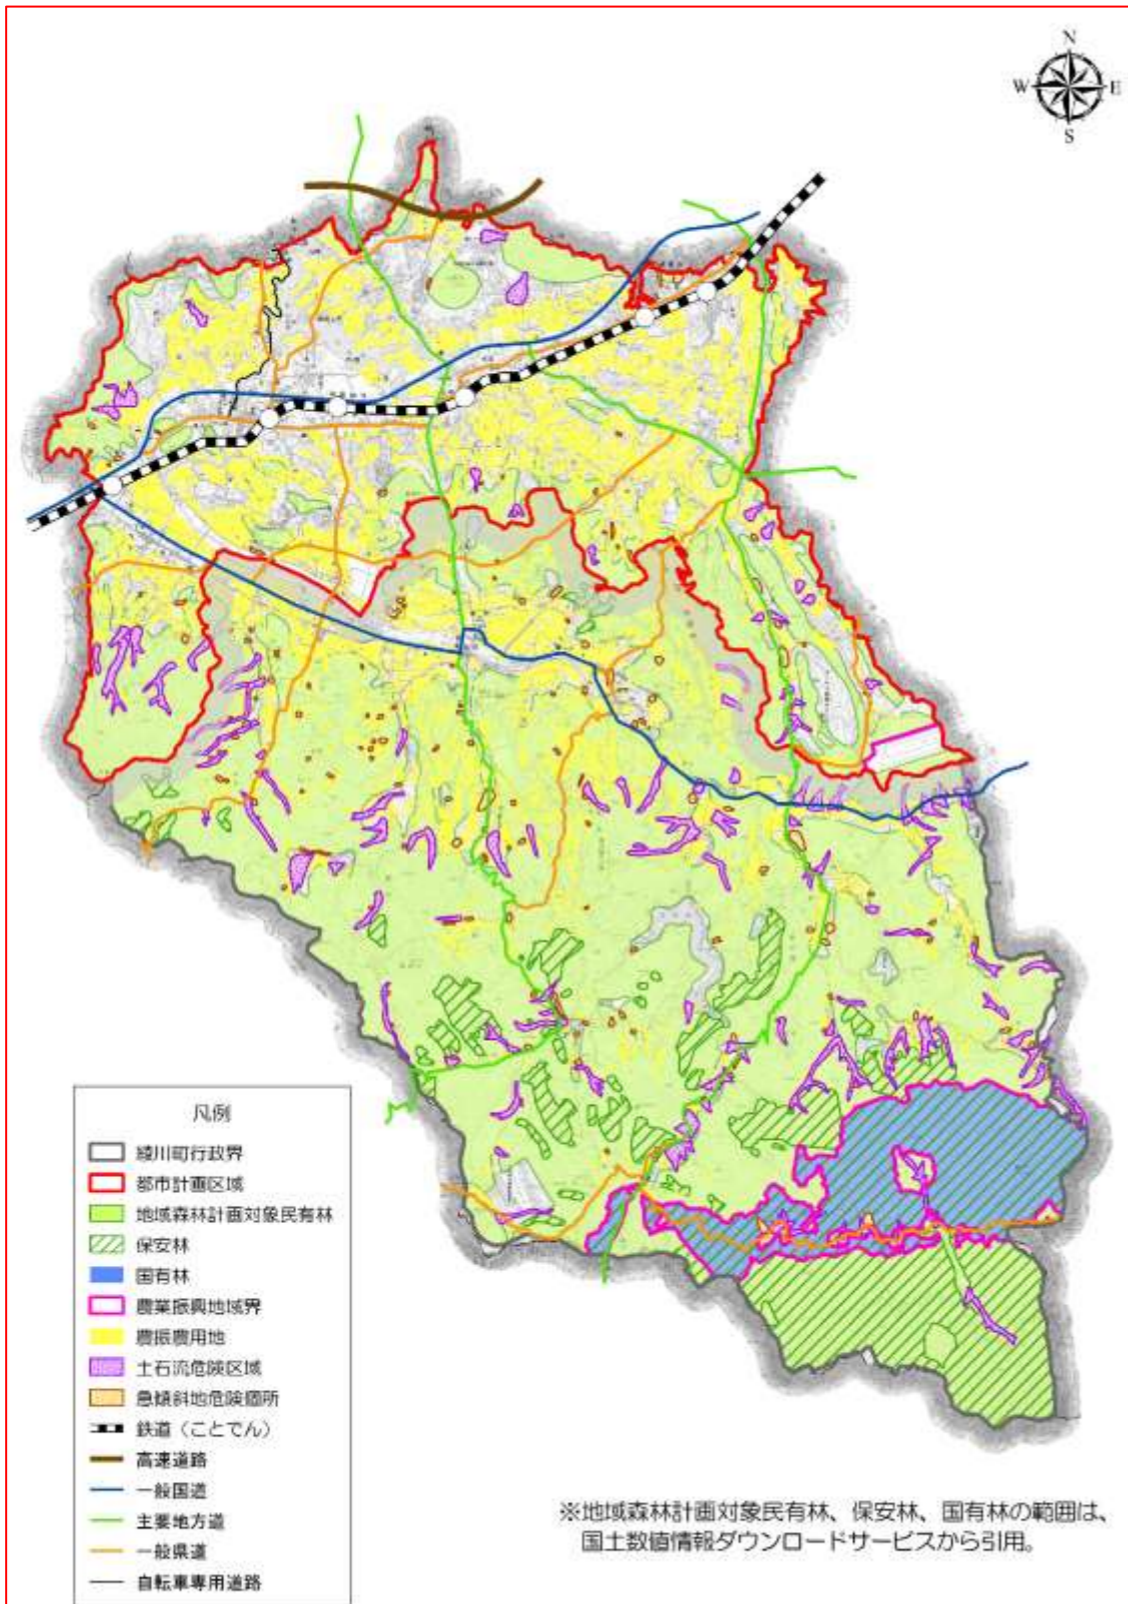 N
W
E
S
凡例
綾川町行政界
都市計画区域
地域森林計画対象民有林
保安林
国有林
農業振興地域界
農振農用地
土石流危険区域
急傾斜地危険個所
鉄道（ことでん）
高速道路
一般国道
主要地方道
一般県道
自転車専用道路
※地域森林計画対象民有林、保安林、国有林の範囲は、
国土数値情報ダウンロードサービスから引用。